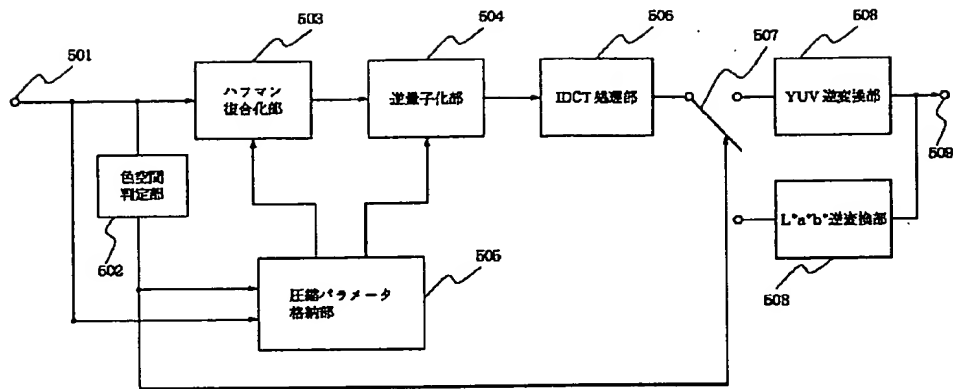 503
504
506
508
507
501
ハフマン
復合化部
逆量子化部
IDCT 処理部
YUV 逆変換部
509
色空間
判定部
L*a*b* 逆変換部
502
505
508
圧縮パラメータ
格納部